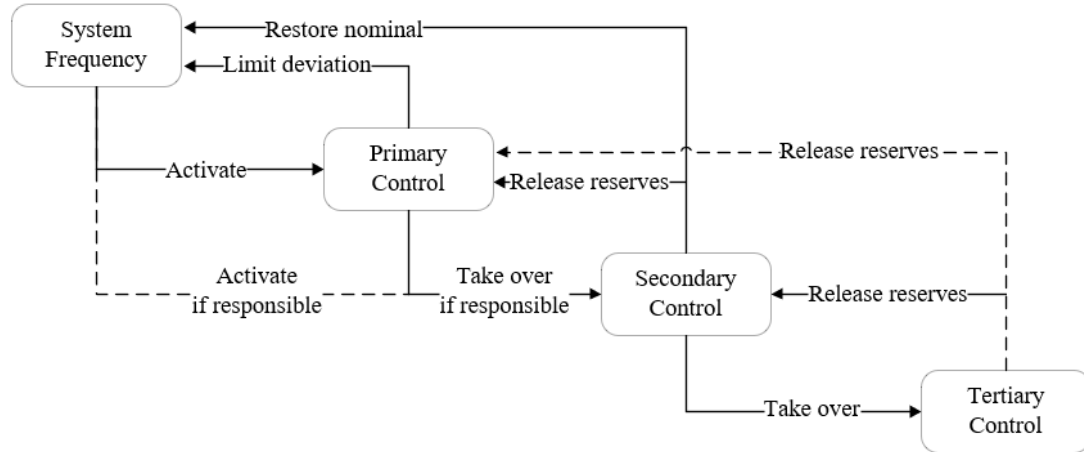 System
Frequency
Restore nominal
Limit deviation
Primary
Control
Release reserves
Activate
Release reserves
Activate
if responsible
Take over
if responsible
Secondary
Control
Release reserves
Take over
Tertiary
Control